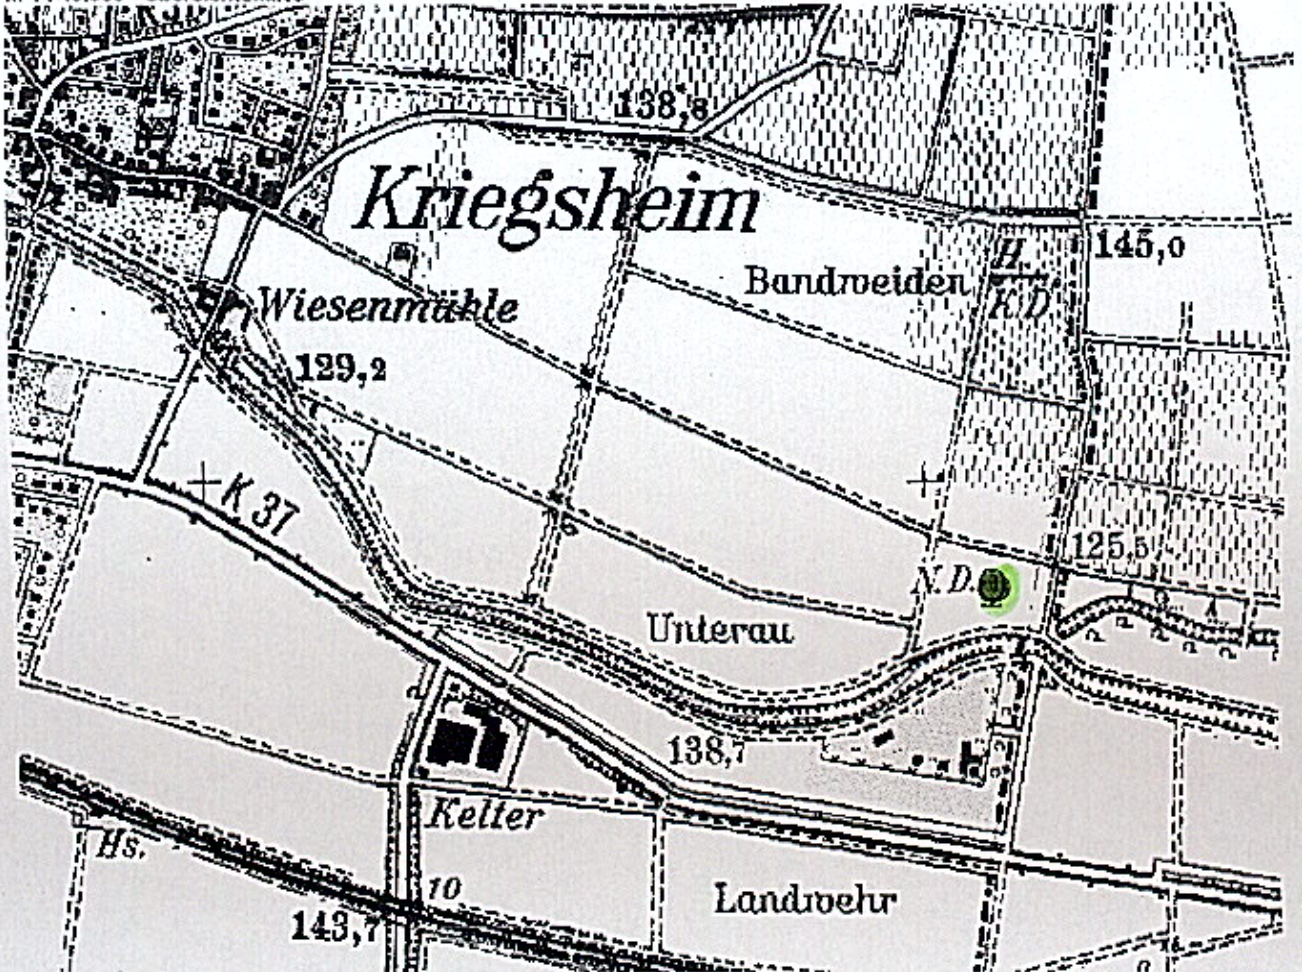 138,8
Kriegsheim
145,0
Bandweiden
H.
K.D.
Wiesenmühle
129,2
K 37
125,5
N.D.
Unterau
138,7
Kelter
Hs.
10
Landwehr
143,7